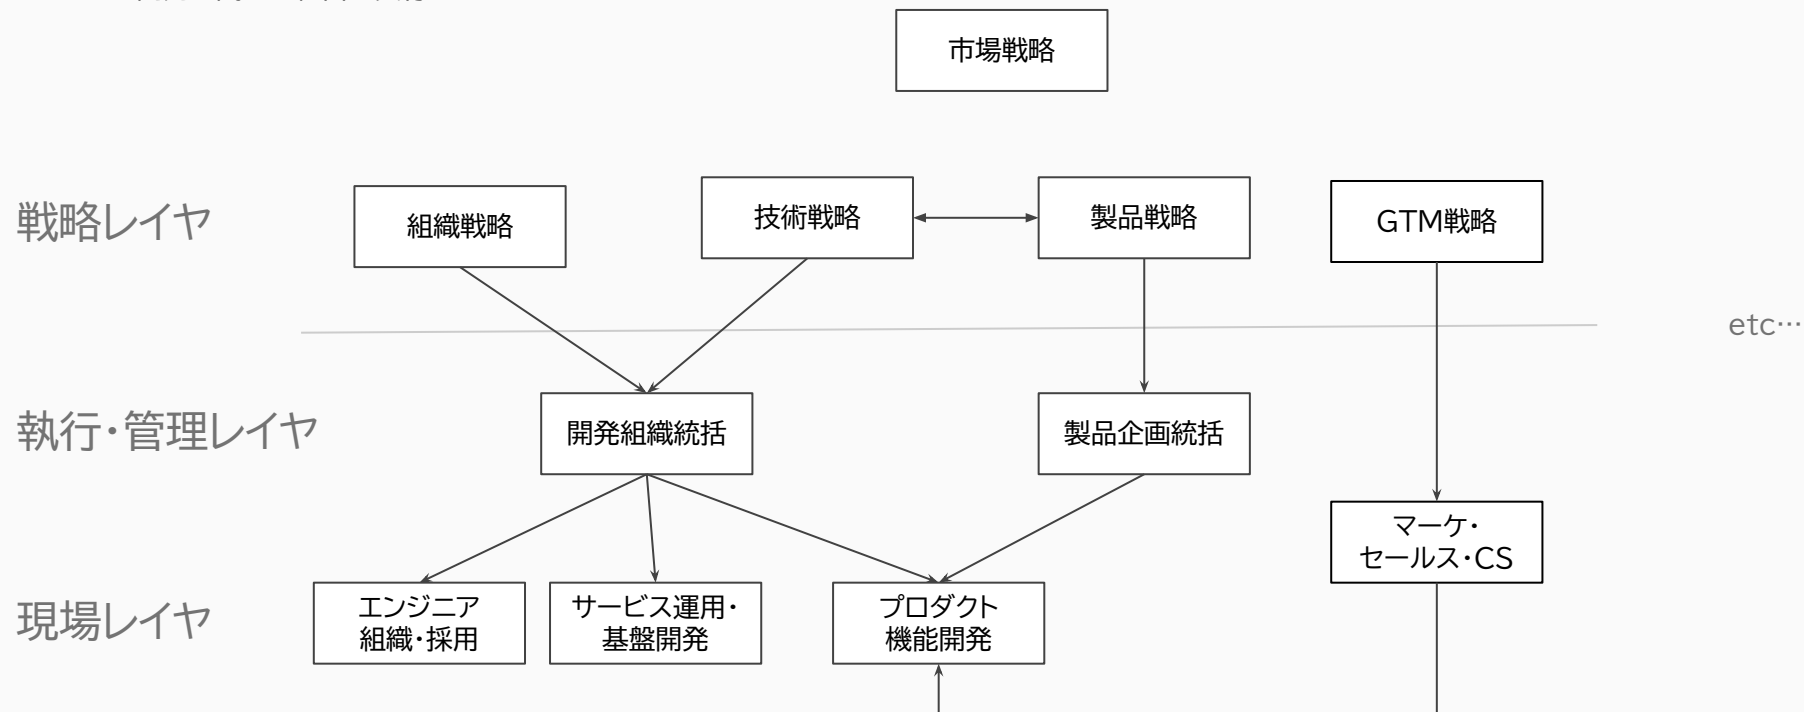 市場戦略
戦略レイヤ
組織戦略
技術戦略
製品戦略
GTM戦略
etc…
執行・管理レイヤ
開発組織統括
製品企画統括
マーケ・
セールス・CS
現場レイヤ
エンジニア
組織・採用
サービス運用・
基盤開発
プロダクト
機能開発